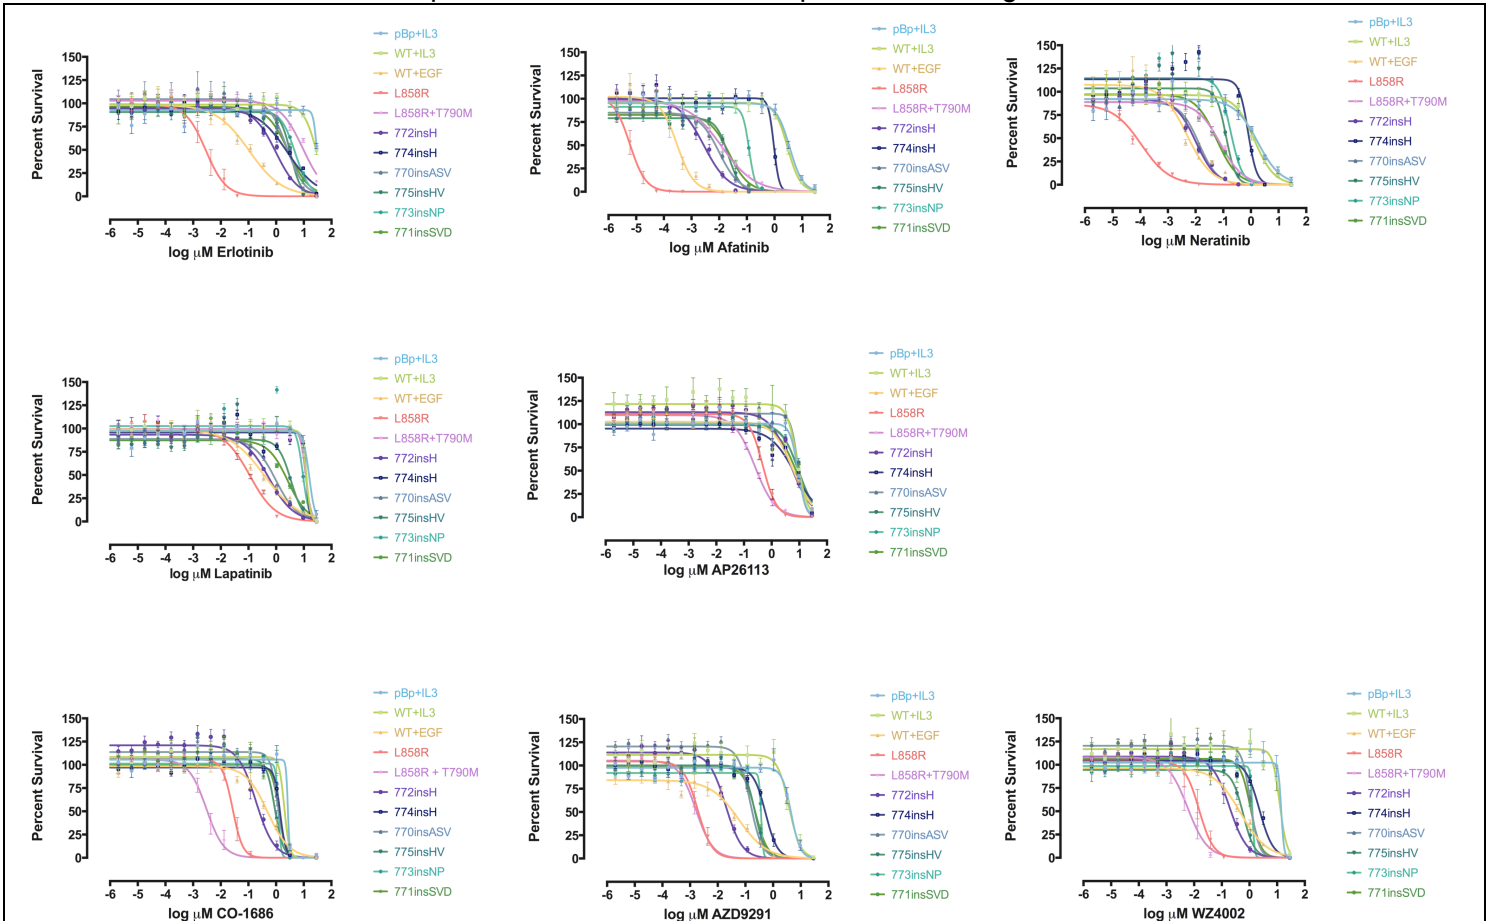 Percent Survival
150
125
100
75
50
25
0
-6 -5 -4 -3 -2 -1 0 1 2
log μM Erlotinib
pBp+IL3
WT+IL3
WT+EGF
L858R
L858R+T790M
772insH
774insH
770insASV
775insHV
773insNP
771insSVD
Percent Survival
150
125
100
75
50
25
0
-6 -5 -4 -3 -2 -1 0 1 2
log μM Afatinib
pBp+IL3
WT+IL3
WT+EGF
L858R
L858R+T790M
772insH
774insH
770insASV
775insHV
773insNP
771insSVD
Percent Survival
150
125
100
75
50
25
0
-6 -5 -4 -3 -2 -1 0 1 2
log μM Neratinib
pBp+IL3
WT+IL3
WT+EGF
L858R
L858R+T790M
772insH
774insH
770insASV
775insHV
773insNP
771insSVD
Percent Survival
150
125
100
75
50
25
0
-6 -5 -4 -3 -2 -1 0 1 2
log μM Lapatinib
pBp+IL3
WT+IL3
WT+EGF
L858R
L858R+T790M
772insH
774insH
770insASV
775insHV
773insNP
771insSVD
Percent Survival
150
125
100
75
50
25
0
-6 -5 -4 -3 -2 -1 0 1 2
log μM AP26113
pBp+IL3
WT+IL3
WT+EGF
L858R
L858R+T790M
772insH
774insH
770insASV
775insHV
773insNP
771insSVD
Percent Survival
150
125
100
75
50
25
0
-6 -5 -4 -3 -2 -1 0 1 2
log μM CO-1686
pBp+IL3
WT+IL3
WT+EGF
L858R
L858R + T790M
772insH
774insH
770insASV
775insHV
773insNP
771insSVD
Percent Survival
150
125
100
75
50
25
0
-6 -5 -4 -3 -2 -1 0 1 2
log μM AZD9291
pBp+IL3
WT+IL3
WT+EGF
L858R
L858R+T790M
772insH
774insH
770insASV
775insHV
773insNP
771insSVD
Percent Survival
150
125
100
75
50
25
0
-6 -5 -4 -3 -2 -1 0 1 2
log μM WZ4002
pBp+IL3
WT+IL3
WT+EGF
L858R
L858R+T790M
772insH
774insH
770insASV
775insHV
773insNP
771insSVD